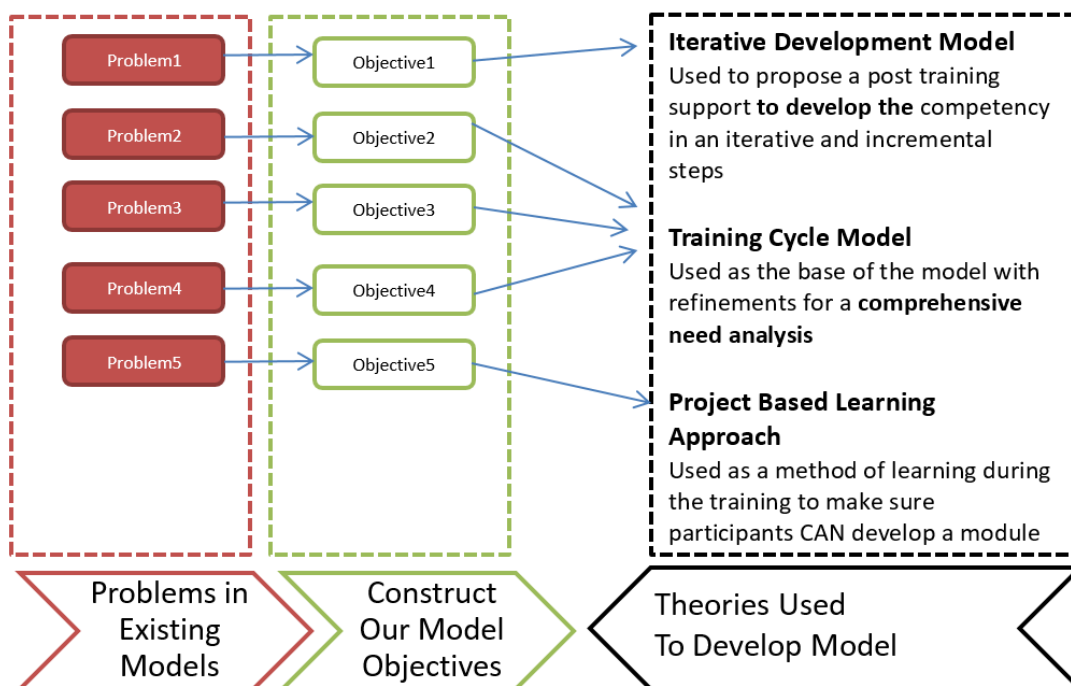 Problem1
Problem2
Problem3
Problem4
Problem5
Objective1
Objective2
Objective3
Objective4
Objective5
Iterative Development Model
Used to propose a post training
support to develop the competency
in an iterative and incremental
steps
Training Cycle Model
Used as the base of the model with
refinements for a comprehensive
need analysis
Project Based Learning
Approach
Used as a method of learning during
the training to make sure
participants CAN develop a module
Problems in
Existing
Models
Construct
Our Model
Objectives
Theories Used
To Develop Model